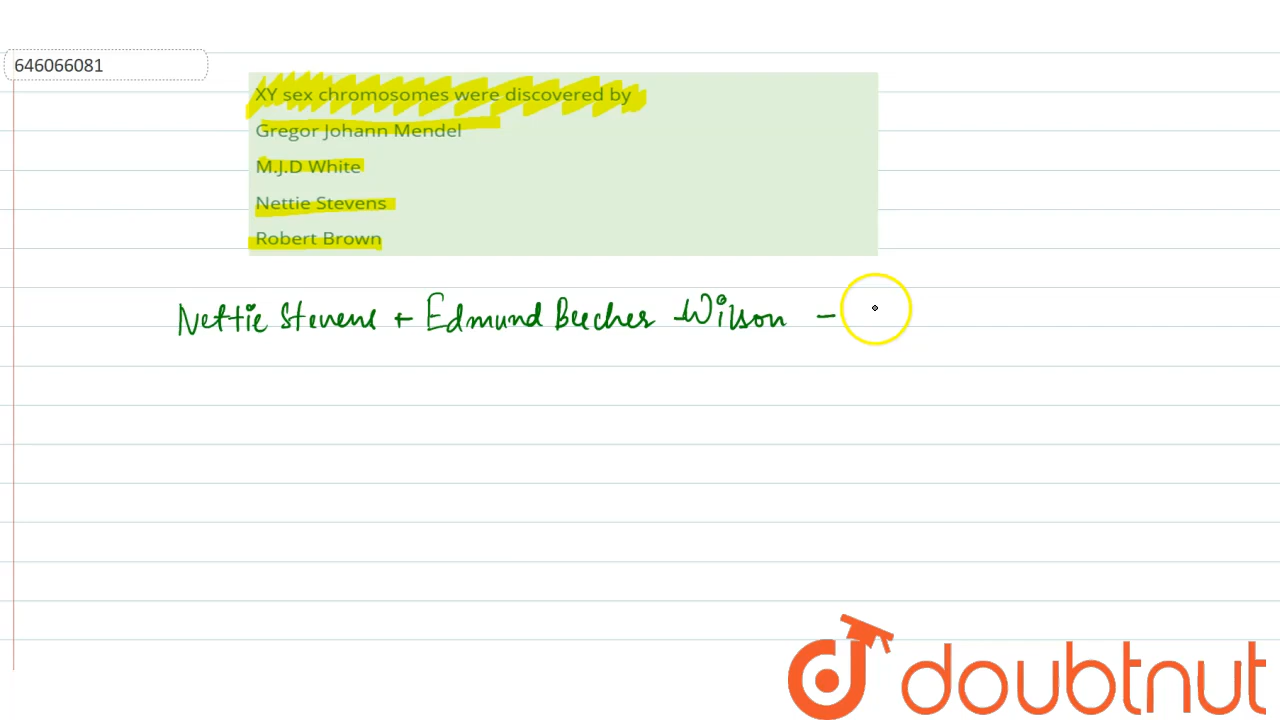 646066081
XY sex chromosomes were discovered by
Gregor Johann Mendel
M.J.D White
Nettie Stevens
Robert Brown
Nettie Stevens + Edmund Beecher Wilson –
doubtnut